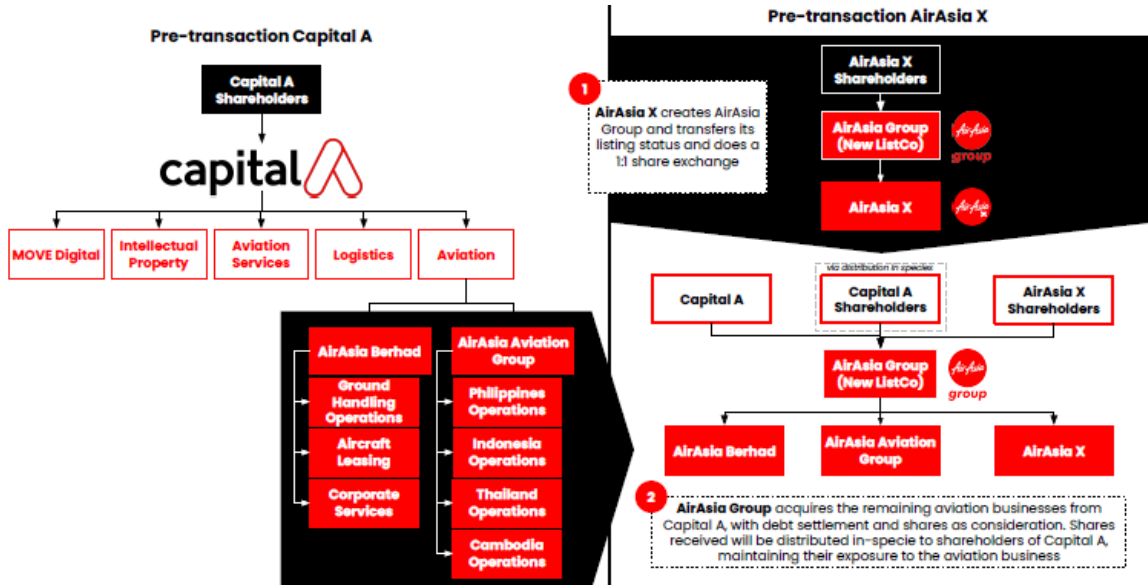 Pre-transaction Capital A
Capital A
Shareholders
capital
MOVE Digital
Intellectual
Property
Aviation
Services
Logistics
Aviation
AirAsia Berhad
Ground
Handling
Operations
Aircraft
Leasing
Corporate
Services
AirAsia Aviation
Group
Philippines
Operations
Indonesia
Operations
Thailand
Operations
Cambodia
Operations
Pre-transaction AirAsia X
1
AirAsia X creates AirAsia
Group and transfers its
listing status and does a
1:1 share exchange
AirAsia X
Shareholders
AirAsia Group
(New ListCo)
AirAsia
group
AirAsia X
AirAsia
X
via distribution in species
Capital A
Capital A
Shareholders
AirAsia X
Shareholders
AirAsia Group
(New ListCo)
AirAsia
group
AirAsia Berhad
AirAsia Aviation
Group
AirAsia X
2
AirAsia Group acquires the remaining aviation businesses from
Capital A, with debt settlement and shares as consideration. Shares
received will be distributed in-specie to shareholders of Capital A,
maintaining their exposure to the aviation business